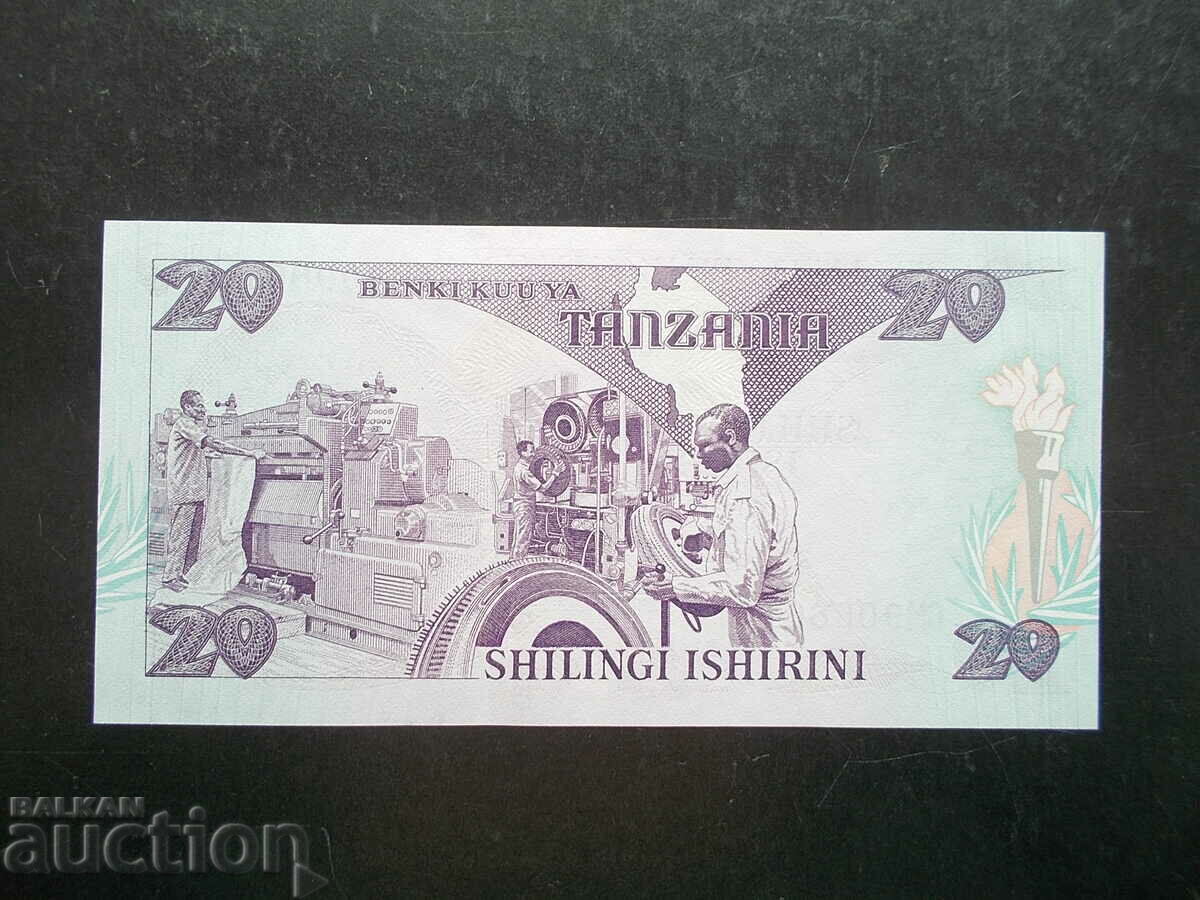 20
20
BENKI KUU YA
TANZANIA
20
20
SHILINGI ISHIRINI
BALKAN
auction